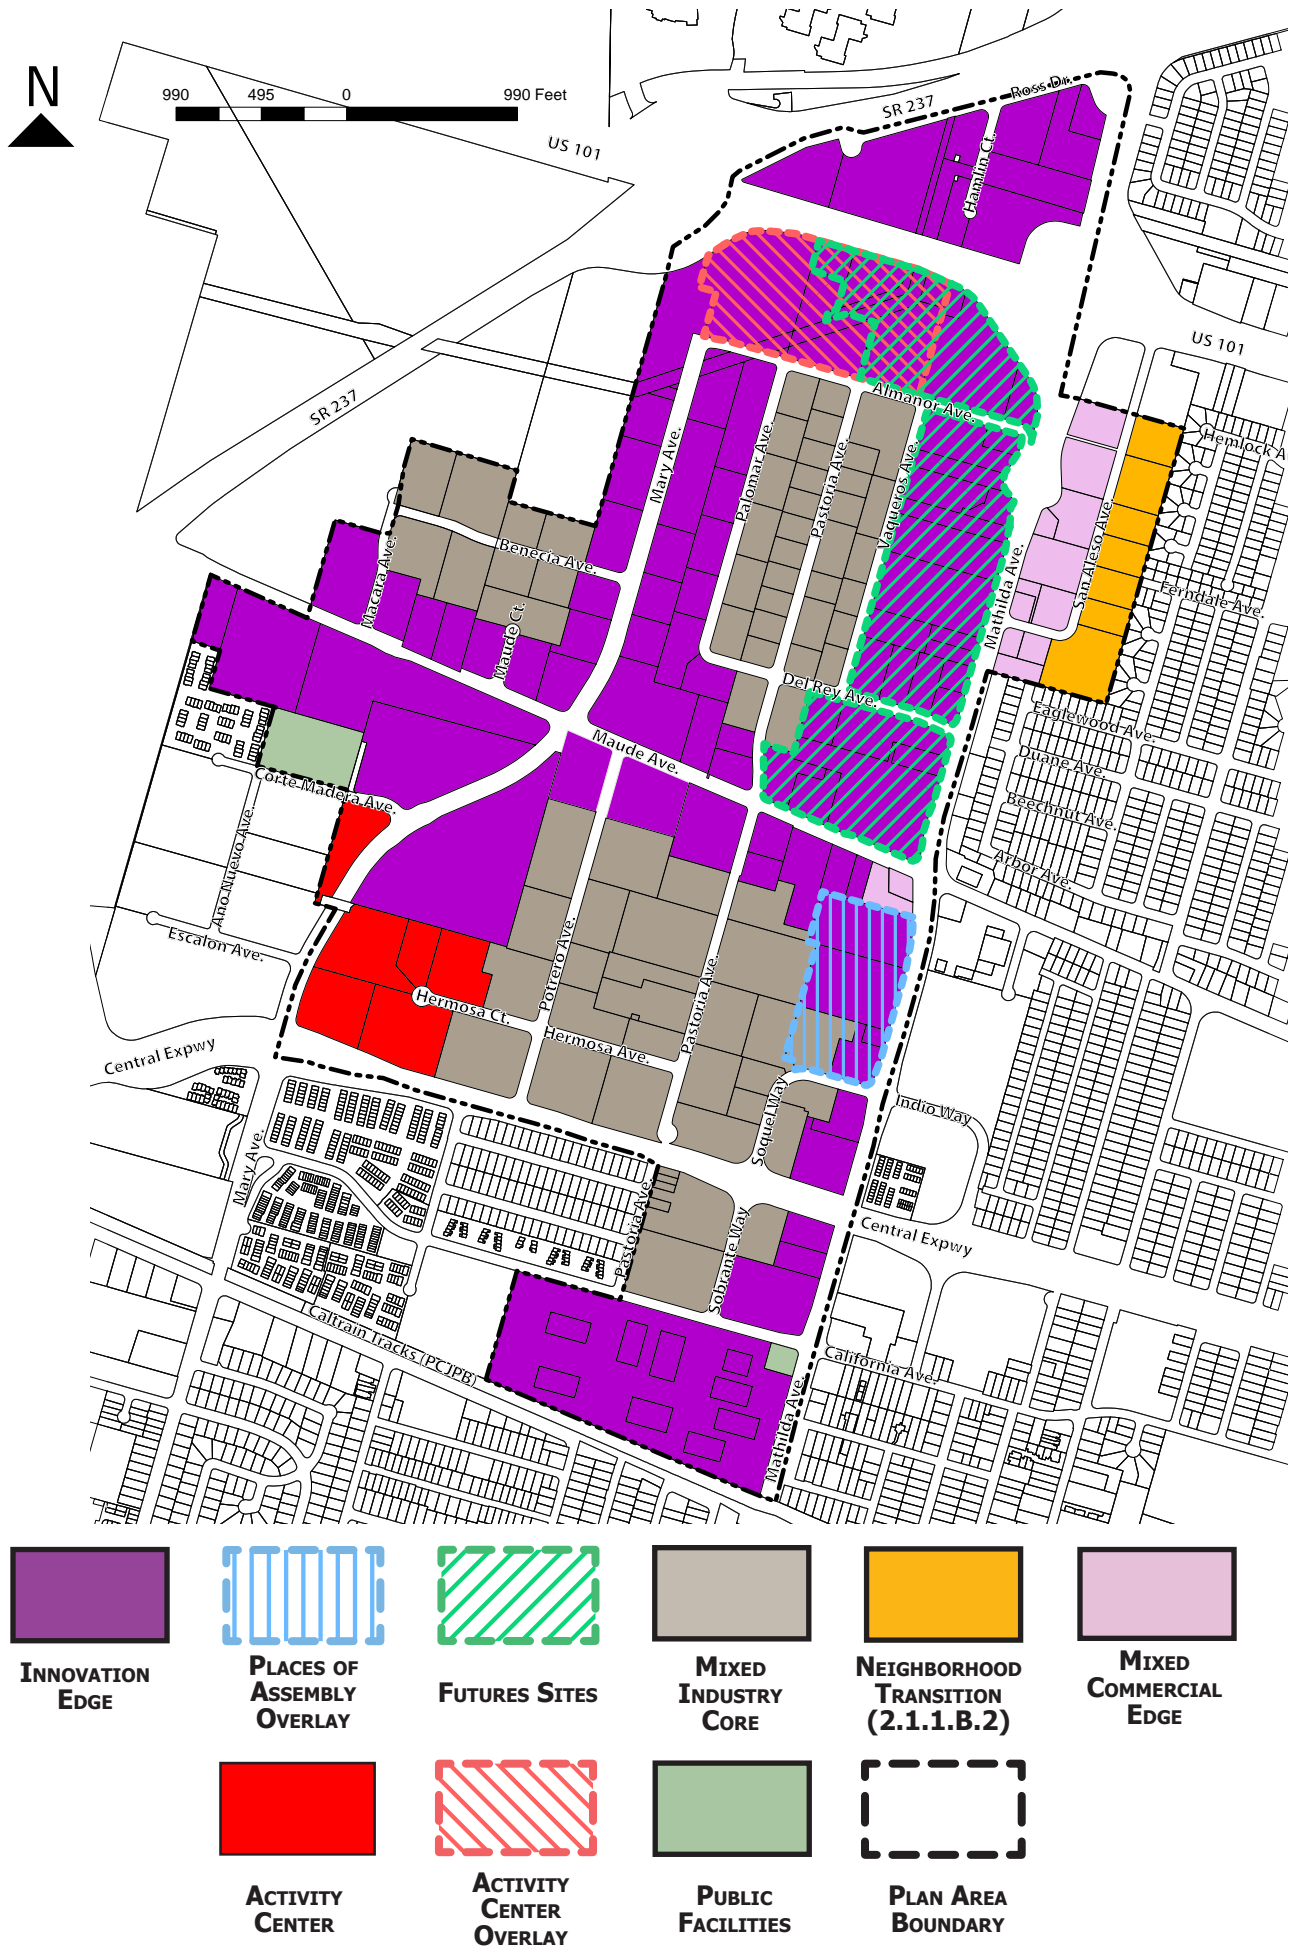 N
990 495 0 990 Feet
US 101
SR 237
Ross Dr.
Hamlin Ct.
US 101
SR 237
Almanor Ave.
Mary Ave.
Palomar Ave.
Pastoria Ave.
Vaqueros Ave.
Hemlock A
San Aleso Ave.
Mathilda Ave.
Ferndale Ave.
Benecia Ave.
Macara Ave.
Maude Ct.
Del Rey Ave.
Eaglewood Ave.
Duane Ave.
Beechnut Ave.
Arbor Ave.
Maude Ave.
Corte Madera Ave.
Ano Nuevo Ave.
Escalon Ave.
Potrero Ave.
Pastoria Ave.
Hermosa Ct.
Hermosa Ave.
Central Expwy
Soquel Way
Indio Way
Mary Ave.
Pastoria Ave.
Sobrante Way
Central Expwy
Caltrain Tracks (PCJPB)
California Ave.
Mathilda Ave.
Innovation
Edge
Places of
Assembly
Overlay
Futures Sites
Mixed
Industry
Core
Neighborhood
Transition
(2.1.1.B.2)
Mixed
Commercial
Edge
Activity
Center
Activity
Center
Overlay
Public
Facilities
Plan Area
Boundary